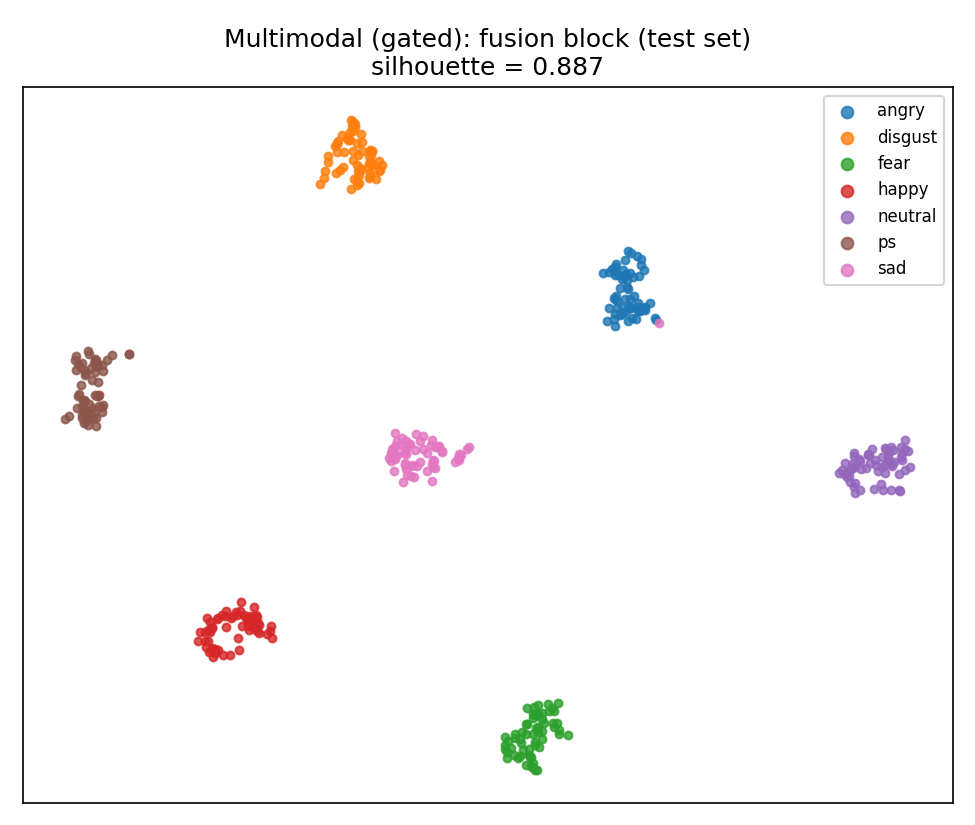 Multimodal (gated): fusion block (test set)
silhouette = 0.887
angry
disgust
fear
happy
neutral
ps
sad